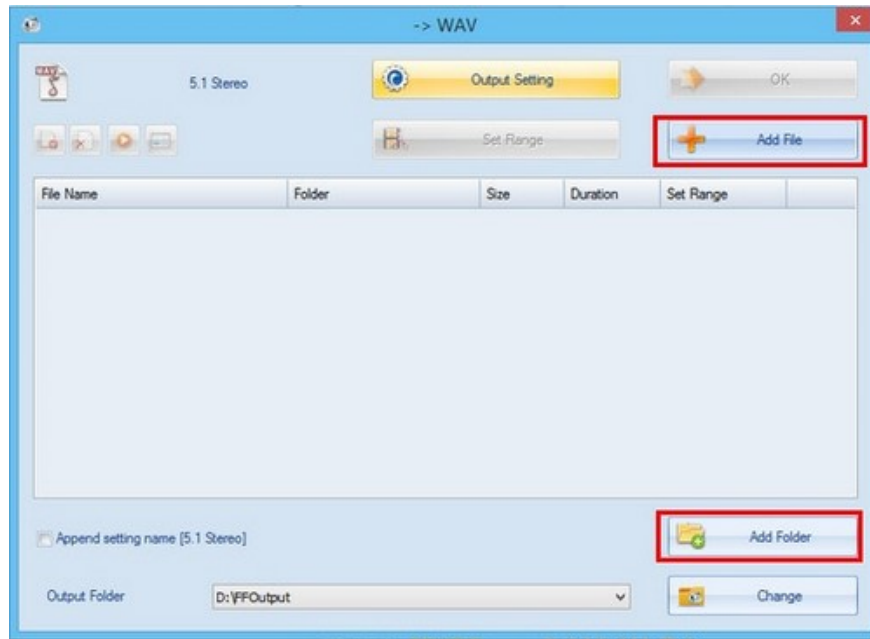 -> WAV
5.1 Stereo
Output Setting
OK
Set Range
Add File
File Name Folder Size Duration Set Range
Append setting name [5.1 Stereo]
Add Folder
Output Folder D:\FFOutput Change